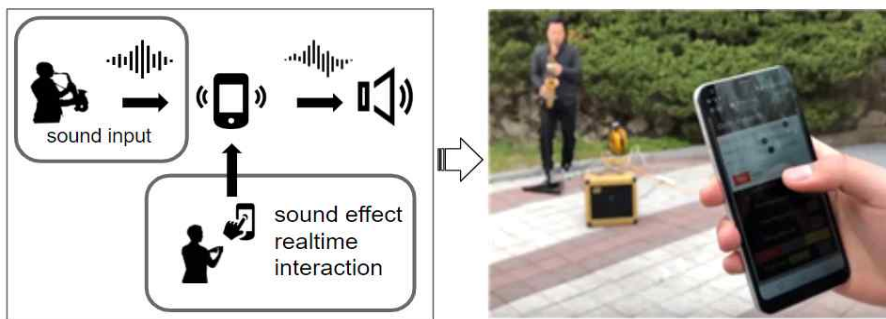 sound input
sound effect
realtime
interaction